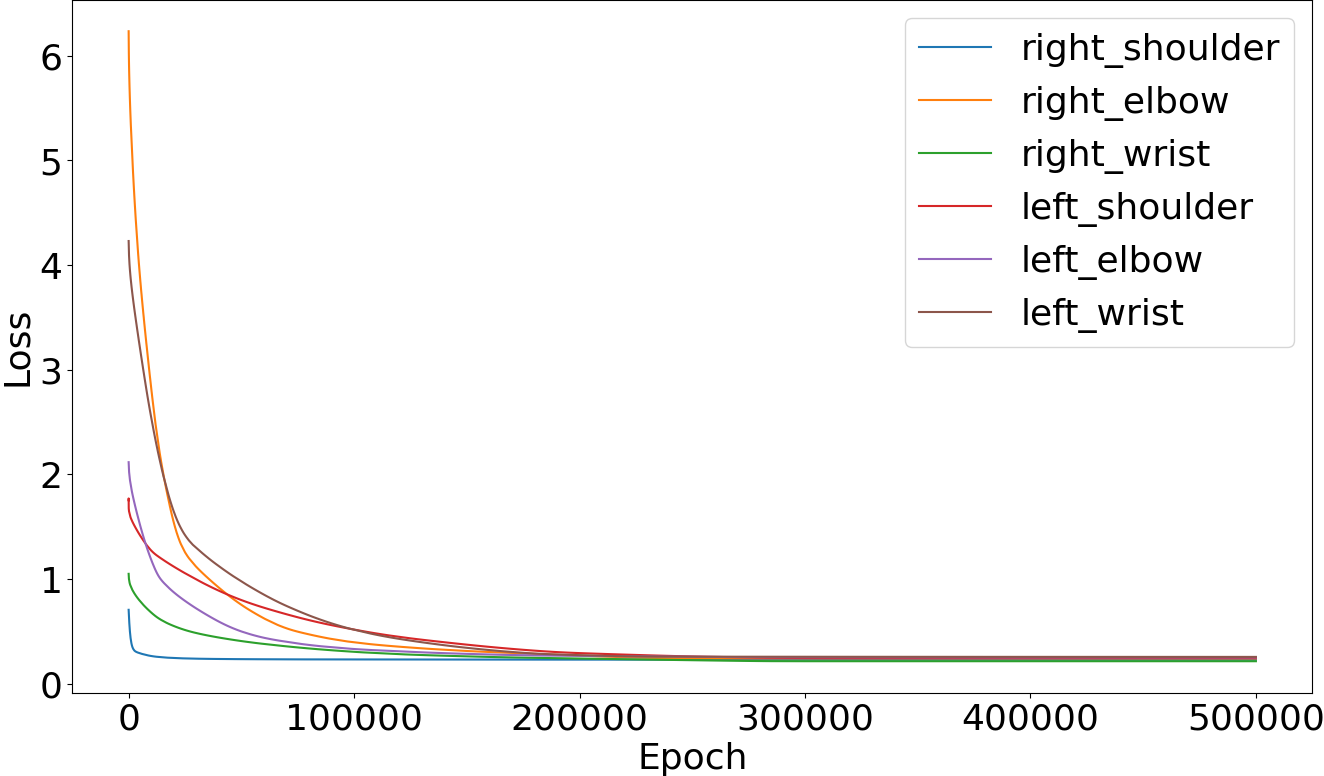 6
5
4
3
2
1
0
Loss
right_shoulder
right_elbow
right_wrist
left_shoulder
left_elbow
left_wrist
0 100000 200000 300000 400000 500000
Epoch